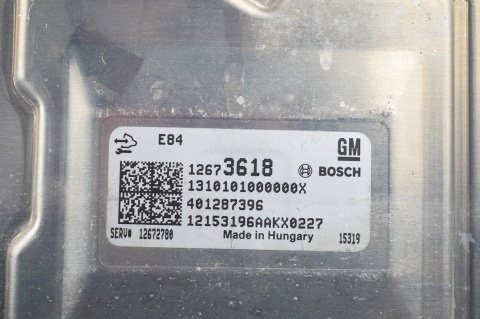 E84
GM
12673618
BOSCH
1310101000000X
401287396
12153196AAKX0227
SERV# 12672780
Made in Hungary
15319